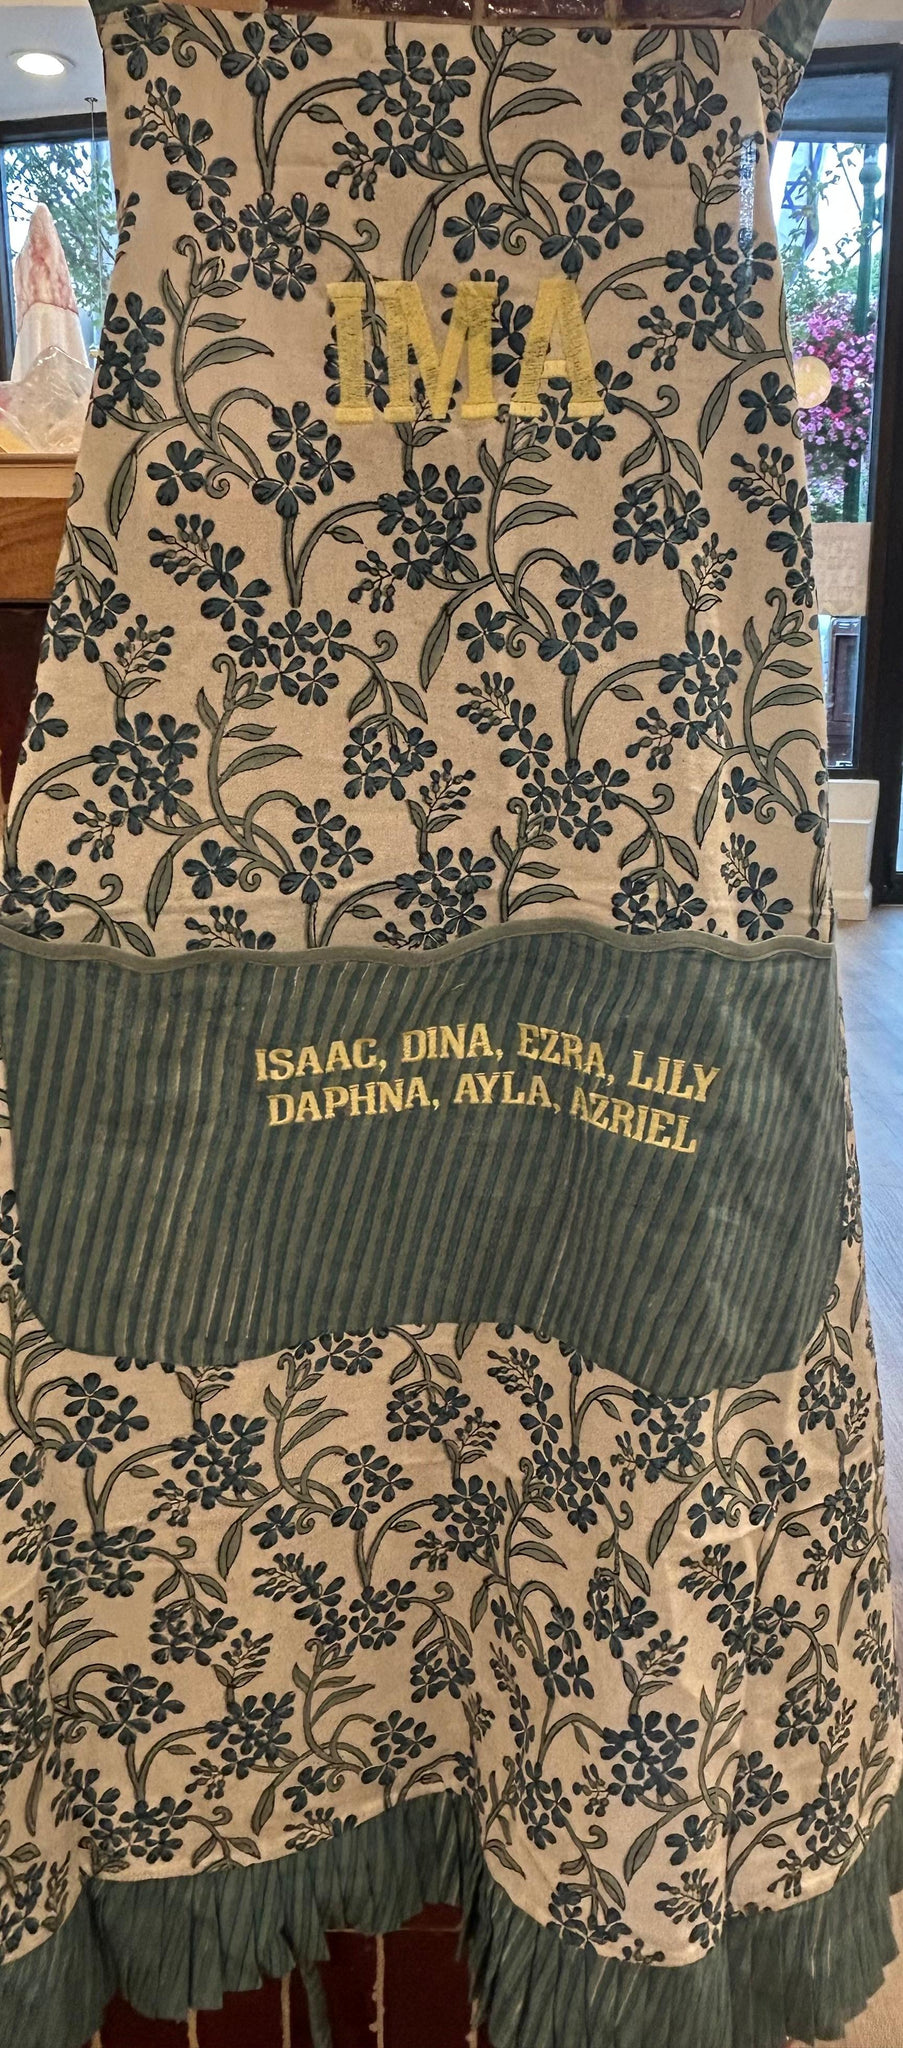 IMA
ISAAC, DINA, EZRA, LILY
DAPHNA, AYLA, AZRIEL